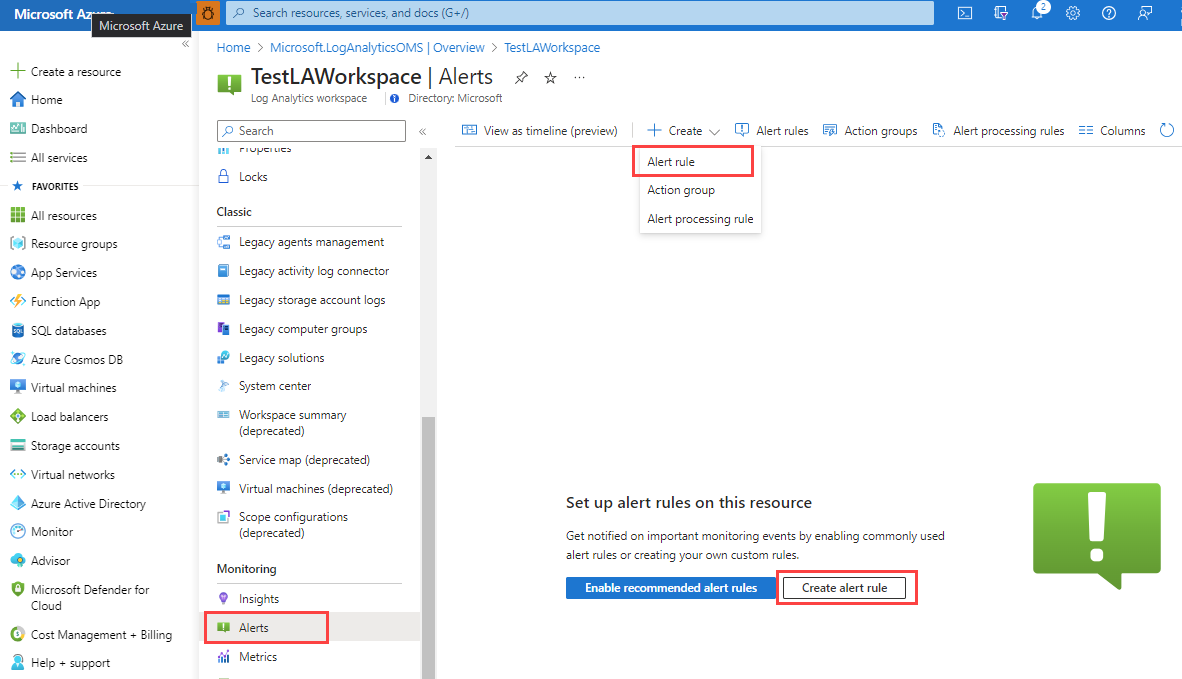 Microsoft Azure
Microsoft Azure
Search resources, services, and docs (G+/)
2
Create a resource
Home
Dashboard
All services
FAVORITES
All resources
Resource groups
App Services
Function App
SQL databases
Azure Cosmos DB
Virtual machines
Load balancers
Storage accounts
Virtual networks
Azure Active Directory
Monitor
Advisor
Microsoft Defender for
Cloud
Cost Management + Billing
Help + support
Home > Microsoft.LogAnalyticsOMS | Overview > TestLAWorkspace
TestLAWorkspace | Alerts
Log Analytics workspace
Directory: Microsoft
Search
Properties
Locks
Classic
Legacy agents management
Legacy activity log connector
Legacy storage account logs
Legacy computer groups
Legacy solutions
System center
Workspace summary
(deprecated)
Service map (deprecated)
Virtual machines (deprecated)
Scope configurations
(deprecated)
Monitoring
Insights
Alerts
Metrics
View as timeline (preview)
Create
Alert rules
Action groups
Alert processing rules
Columns
Alert rule
Action group
Alert processing rule
Set up alert rules on this resource
Get notified on important monitoring events by enabling commonly used
alert rules or creating your own custom rules.
Enable recommended alert rules
Create alert rule